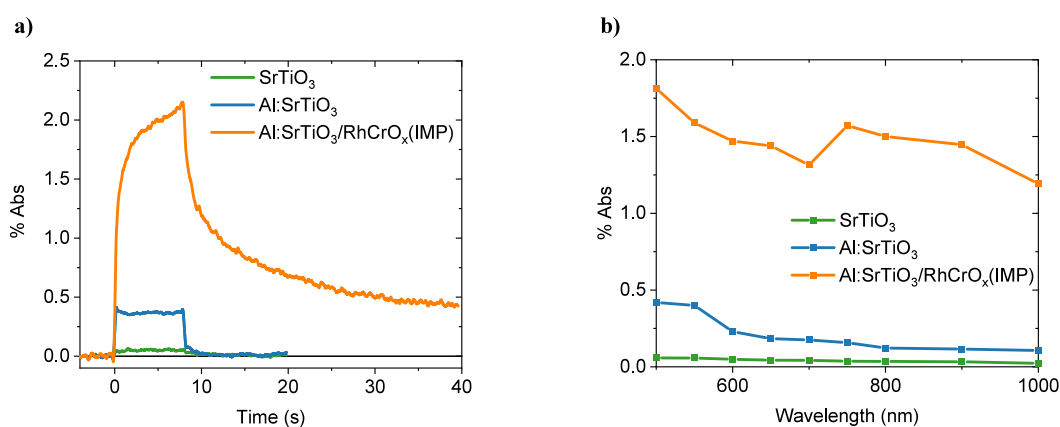 a)
2.5
2.0
1.5
1.0
0.5
0.0
% Abs
SrTiO3
Al:SrTiO3
Al:SrTiO3/RhCrOx(IMP)
0
10
20
30
40
Time (s)
b)
2.0
1.5
1.0
0.5
0.0
% Abs
SrTiO3
Al:SrTiO3
Al:SrTiO3/RhCrOx(IMP)
600
800
1000
Wavelength (nm)